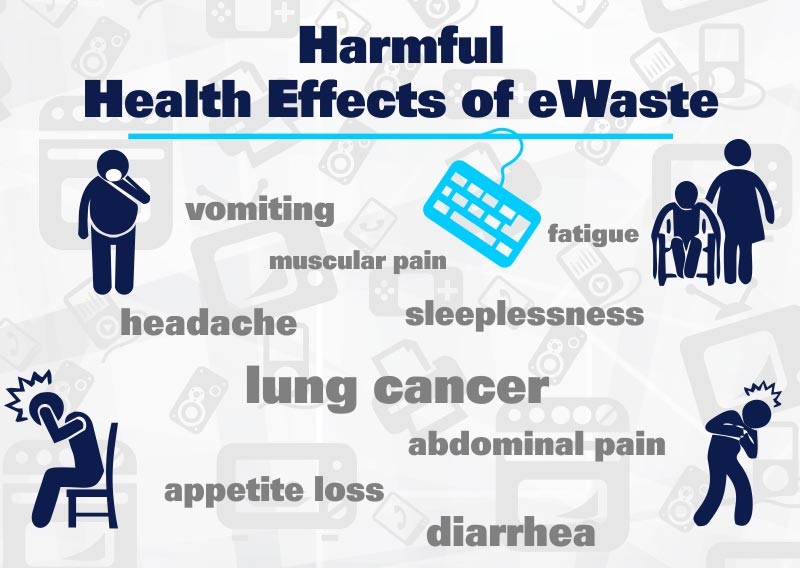 Harmful
Health Effects of eWaste
vomiting
fatigue
muscular pain
headache
sleeplessness
lung cancer
abdominal pain
appetite loss
diarrhea